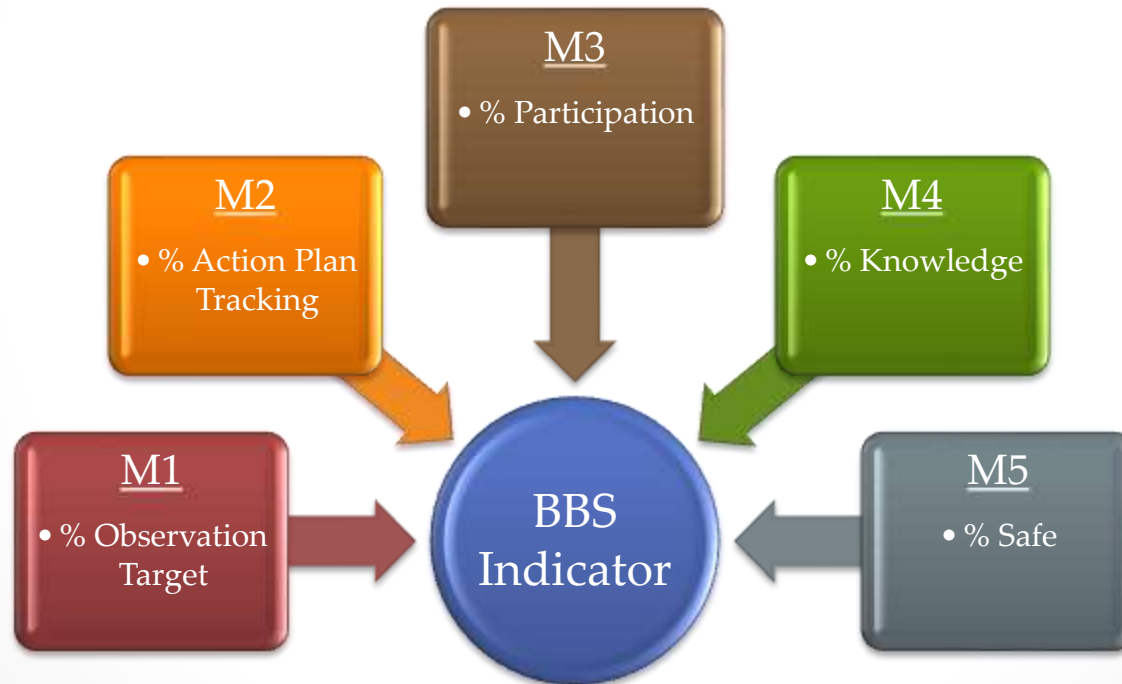 M1
• % Observation
Target
M2
• % Action Plan
Tracking
M3
• % Participation
M4
• % Knowledge
M5
• % Safe
BBS
Indicator